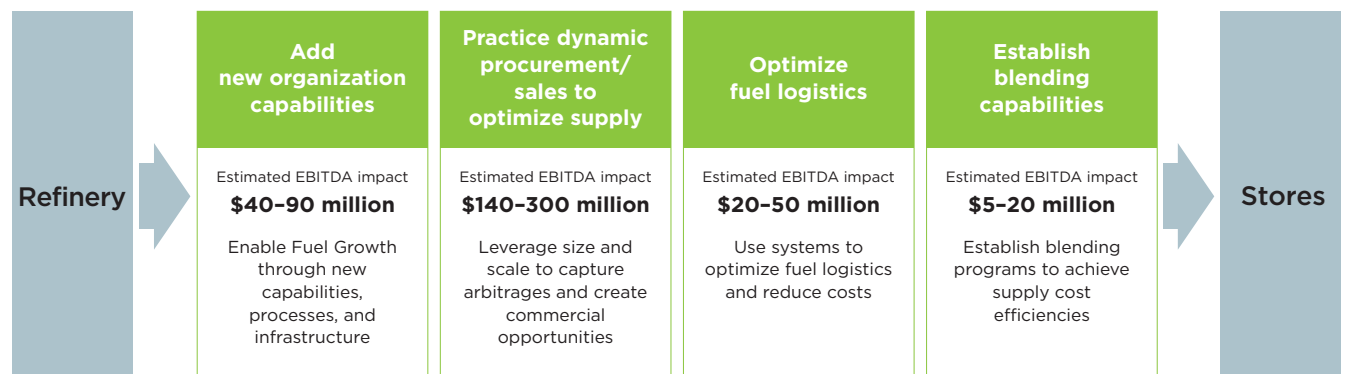 Refinery
Add
new organization
capabilities
Estimated EBITDA impact
$40–90 million
Enable Fuel Growth
through new
capabilities,
processes, and
infrastructure
Practice dynamic
procurement/
sales to
optimize supply
Estimated EBITDA impact
$140–300 million
Leverage size and
scale to capture
arbitrages and create
commercial
opportunities
Optimize
fuel logistics
Estimated EBITDA impact
$20–50 million
Use systems to
optimize fuel logistics
and reduce costs
Establish
blending
capabilities
Estimated EBITDA impact
$5–20 million
Establish blending
programs to achieve
supply cost
efficiencies
Stores